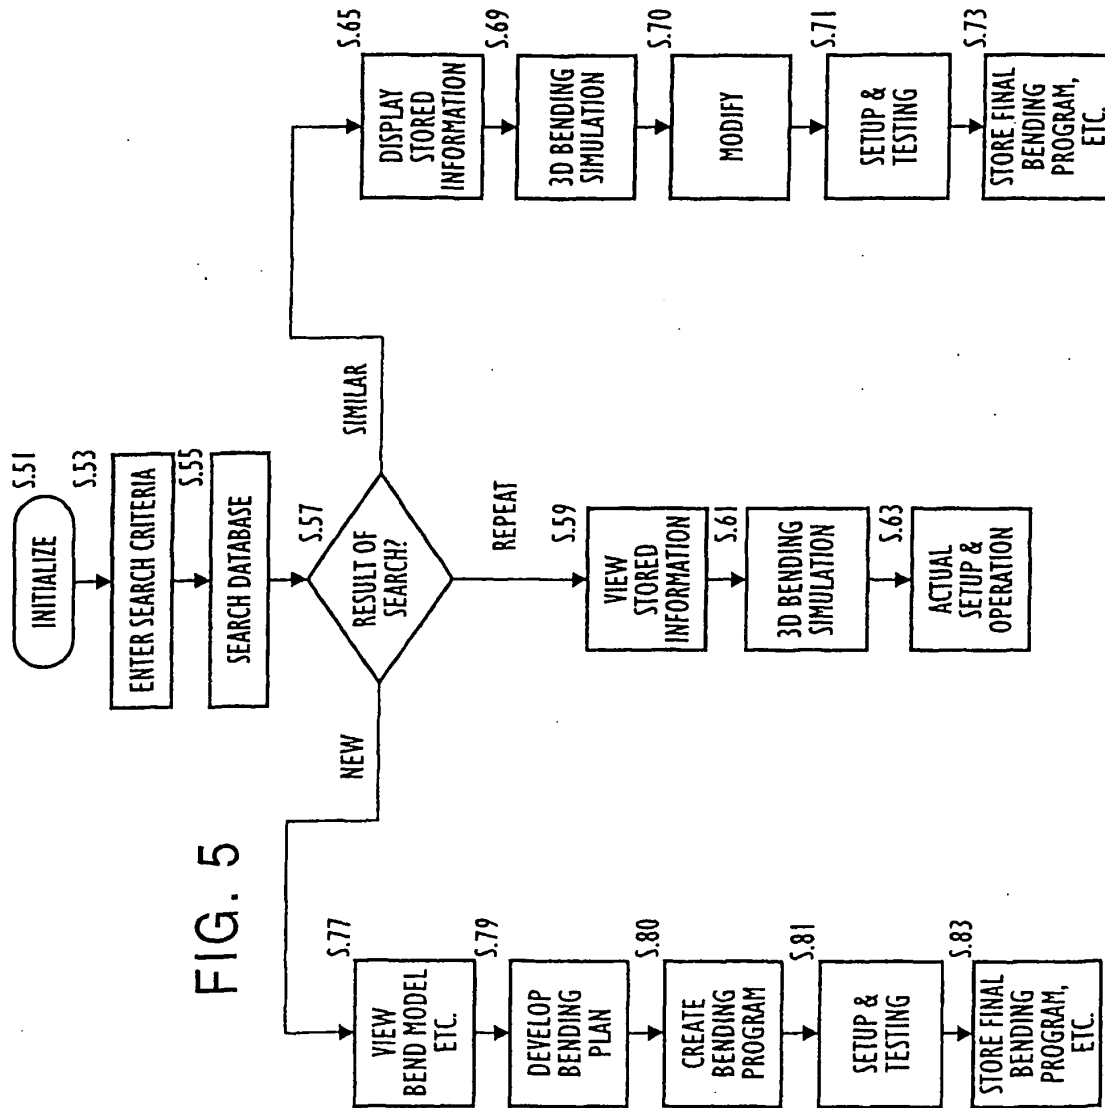 FIG. 5
S.51
INITIALIZE
S.53
ENTER SEARCH CRITERIA
S.55
SEARCH DATABASE
S.57
RESULT OF
SEARCH?
NEW
REPEAT
SIMILAR
S.77
VIEW
BEND MODEL
ETC.
S.79
DEVELOP
BENDING
PLAN
S.80
CREATE
BENDING
PROGRAM
S.81
SETUP &
TESTING
S.83
STORE FINAL
BENDING
PROGRAM,
ETC.
S.59
VIEW
STORED
INFORMATION
S.61
3D BENDING
SIMULATION
S.63
ACTUAL
SETUP &
OPERATION
S.65
DISPLAY
STORED
INFORMATION
S.69
3D BENDING
SIMULATION
S.70
MODIFY
S.71
SETUP &
TESTING
S.73
STORE FINAL
BENDING
PROGRAM,
ETC.